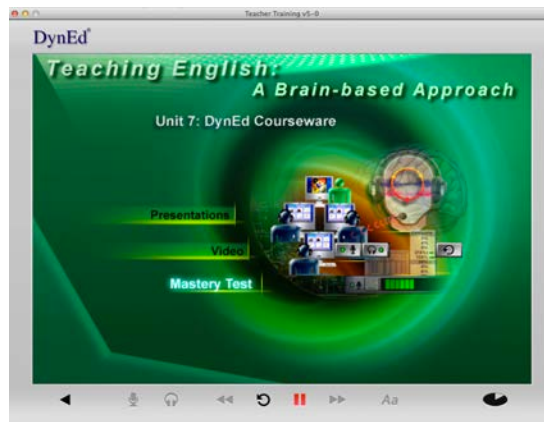 Teacher Training v5-0
DynEd®
Teaching English:
A Brain-based Approach
Unit 7: DynEd Courseware
Presentations
Video
Mastery Test
Aa